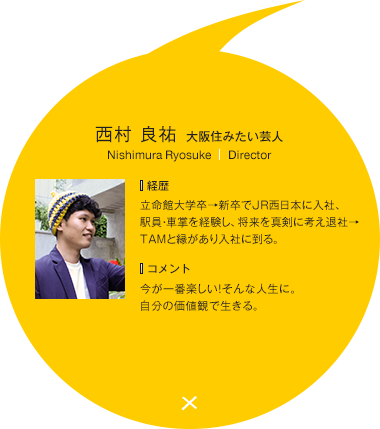 西村 良祐 大阪住みたい芸人
Nishimura Ryosuke | Director
経歴
立命館大学卒→新卒でJR西日本に入社、
駅員・車掌を経験し、将来を真剣に考え退社→
TAMと縁があり入社に到る。
コメント
今が一番楽しい!そんな人生に。
自分の価値観で生きる。